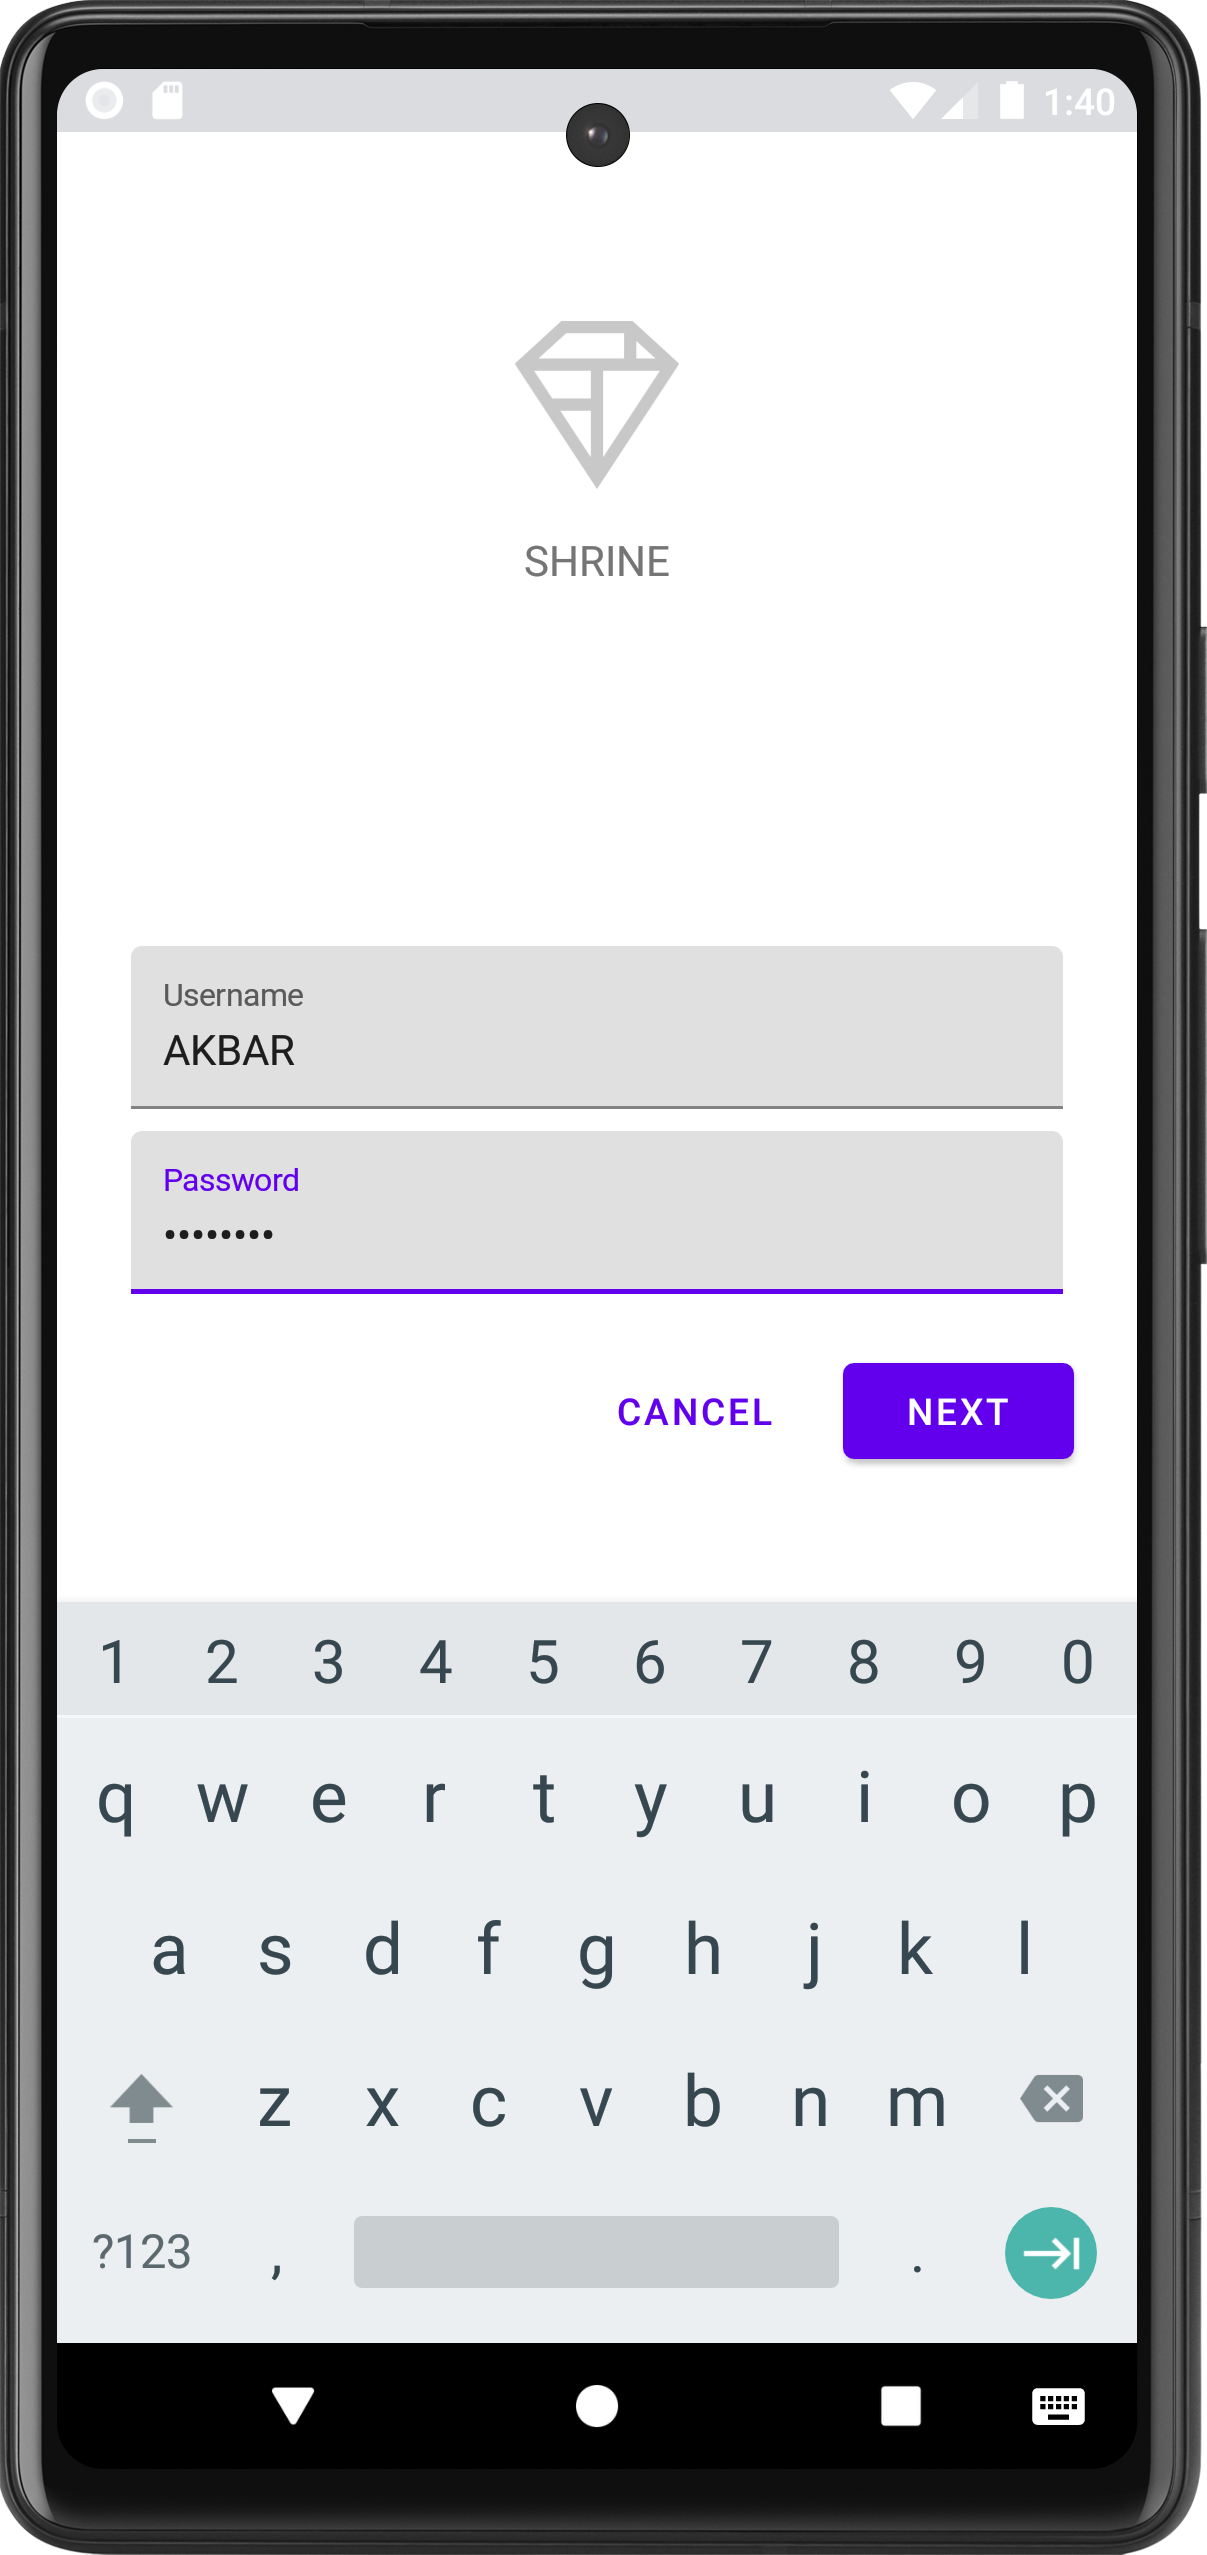 1:40
SHRINE
Username
AKBAR
Password
••••••••
CANCEL NEXT
1 2 3 4 5 6 7 8 9 0
q w e r t y u i o p
a s d f g h j k l
z x c v b n m
?123 , .